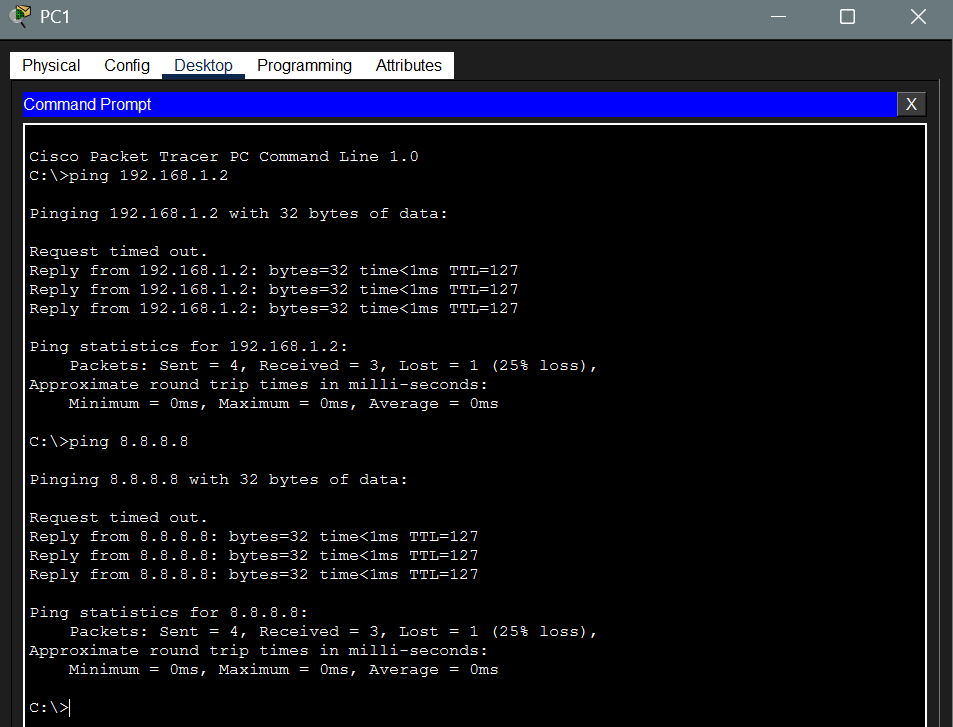 PC1
Physical Config Desktop Programming Attributes
Command Prompt
X
Cisco Packet Tracer PC Command Line 1.0
C:\>ping 192.168.1.2
Pinging 192.168.1.2 with 32 bytes of data:
Request timed out.
Reply from 192.168.1.2: bytes=32 time<1ms TTL=127
Reply from 192.168.1.2: bytes=32 time<1ms TTL=127
Reply from 192.168.1.2: bytes=32 time<1ms TTL=127
Ping statistics for 192.168.1.2:
    Packets: Sent = 4, Received = 3, Lost = 1 (25% loss),
Approximate round trip times in milli-seconds:
    Minimum = 0ms, Maximum = 0ms, Average = 0ms
C:\>ping 8.8.8.8
Pinging 8.8.8.8 with 32 bytes of data:
Request timed out.
Reply from 8.8.8.8: bytes=32 time<1ms TTL=127
Reply from 8.8.8.8: bytes=32 time<1ms TTL=127
Reply from 8.8.8.8: bytes=32 time<1ms TTL=127
Ping statistics for 8.8.8.8:
    Packets: Sent = 4, Received = 3, Lost = 1 (25% loss),
Approximate round trip times in milli-seconds:
    Minimum = 0ms, Maximum = 0ms, Average = 0ms
C:\>